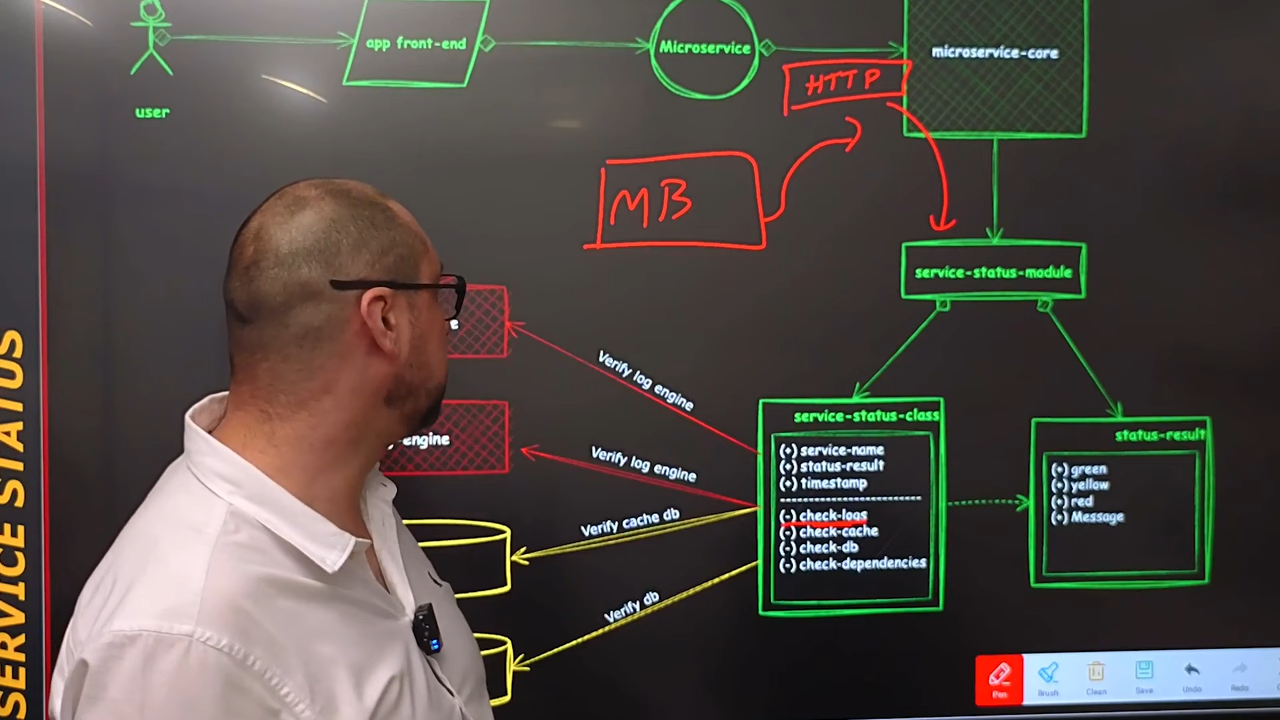 app front-end
Microservice
microservice-core
HTTP
user
MB
service-status-module
Verify log engine
service-status-class
status-result
(+) service-name
(+) status-result
(+) timestamp
(-) check-logs
(-) check-cache
(-) check-db
(-) check-dependencies
(+) green
(+) yellow
(+) red
(+) Message
-engine
Verify log engine
Verify cache db
Verify db
SERVICE STATUS
Pen
Brush
Clean
Save
Undo
Redo